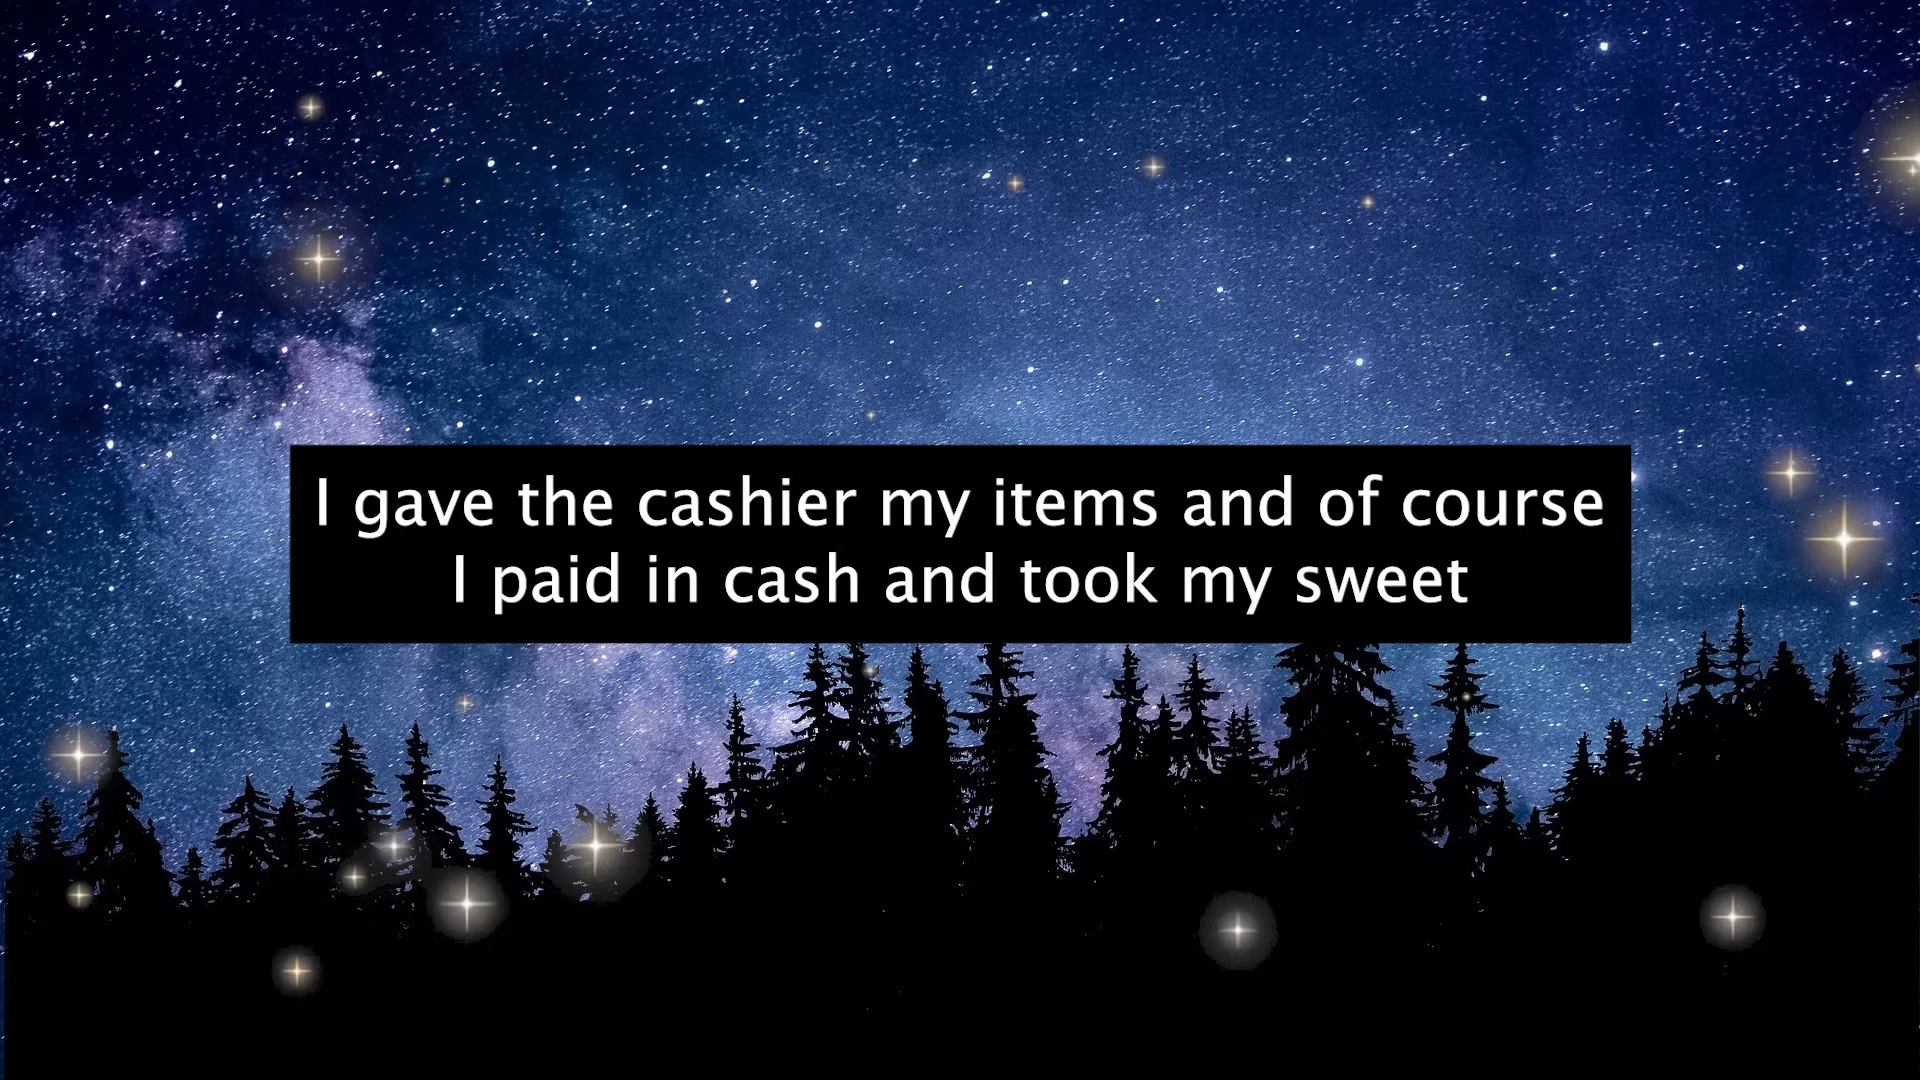 I gave the cashier my items and of course
I paid in cash and took my sweet